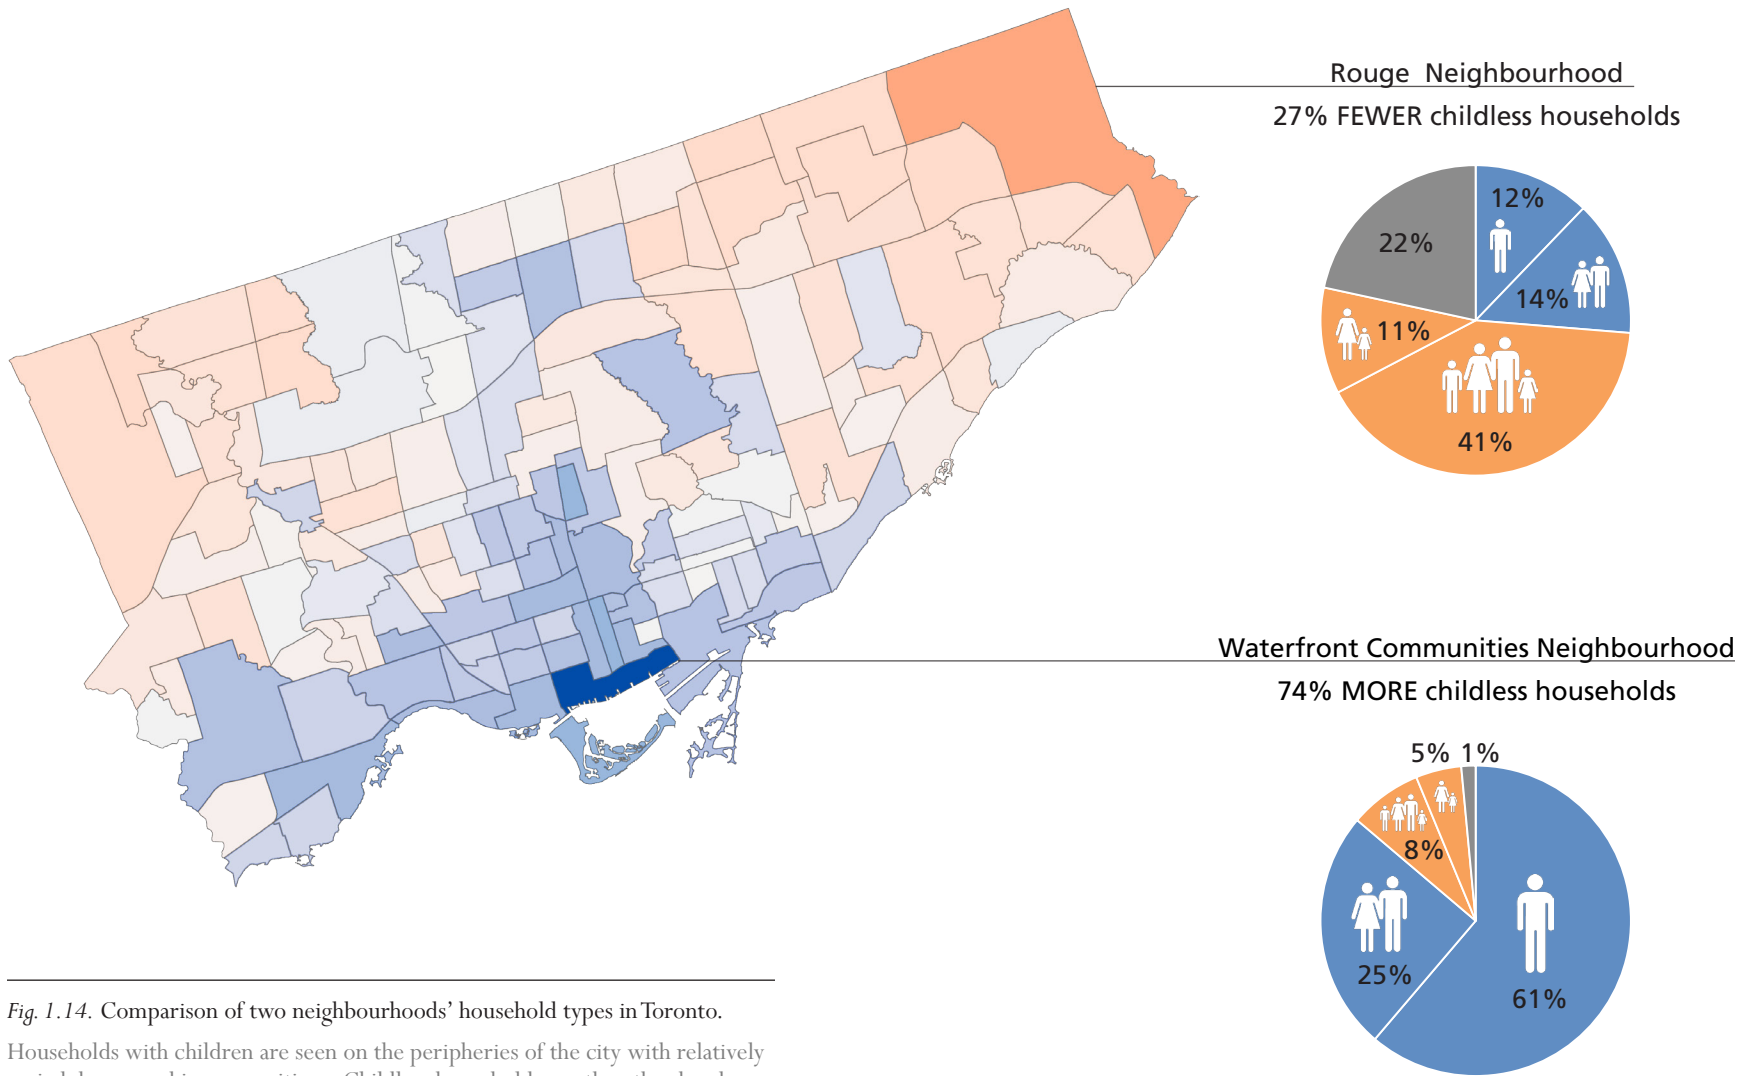 Rouge Neighbourhood
27% FEWER childless households
12%
22%
14%
11%
41%
Waterfront Communities Neighbourhood
74% MORE childless households
5% 1%
8%
25%
61%
Fig. 1.14. Comparison of two neighbourhoods’ household types in Toronto.
Households with children are seen on the peripheries of the city with relatively